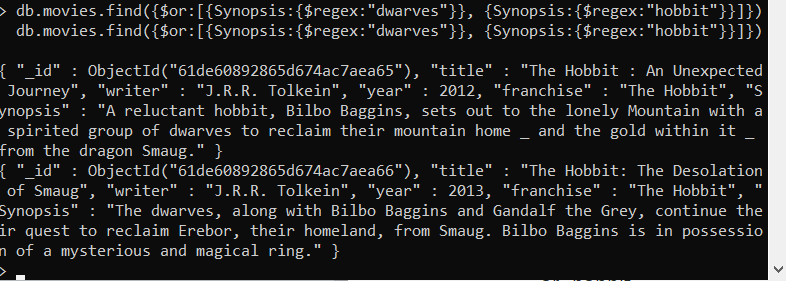 > db.movies.find({$or:[{Synopsis:{$regex:"dwarves"}}, {Synopsis:{$regex:"hobbit"}}]})
db.movies.find({$or:[{Synopsis:{$regex:"dwarves"}}, {Synopsis:{$regex:"hobbit"}}]})
{ "_id" : ObjectId("61de60892865d674ac7aea65"), "title" : "The Hobbit : An Unexpected
Journey", "writer" : "J.R.R. Tolkein", "year" : 2012, "franchise" : "The Hobbit", "S
ynopsis" : "A reluctant hobbit, Bilbo Baggins, sets out to the lonely Mountain with a
spirited group of dwarves to reclaim their mountain home _ and the gold within it _
from the dragon Smaug." }
{ "_id" : ObjectId("61de60892865d674ac7aea66"), "title" : "The Hobbit: The Desolation
of Smaug", "writer" : "J.R.R. Tolkein", "year" : 2013, "franchise" : "The Hobbit", "
Synopsis" : "The dwarves, along with Bilbo Baggins and Gandalf the Grey, continue the
ir quest to reclaim Erebor, their homeland, from Smaug. Bilbo Baggins is in possessio
n of a mysterious and magical ring." }
>